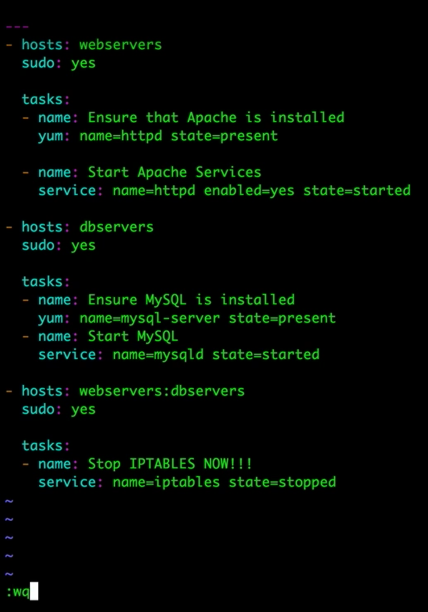 ---
- hosts: webservers
  sudo: yes

  tasks:
  - name: Ensure that Apache is installed
    yum: name=httpd state=present

  - name: Start Apache Services
    service: name=httpd enabled=yes state=started

- hosts: dbservers
  sudo: yes

  tasks:
  - name: Ensure MySQL is installed
    yum: name=mysql-server state=present
  - name: Start MySQL
    service: name=mysqld state=started

- hosts: webservers:dbservers
  sudo: yes

  tasks:
  - name: Stop IPTABLES NOW!!!
    service: name=iptables state=stopped
~
~
~
~
~
:wq